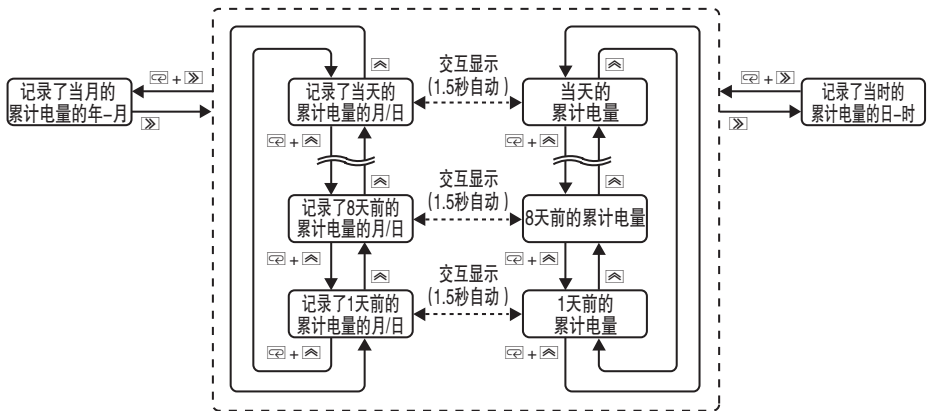 记录了当月的
累计电量的年–月
+
记录了当天的
累计电量的月/日
交互显示
(1.5秒自动)
当天的
累计电量
+
记录了当时的
累计电量的日–时
+
+
记录了8天前的
累计电量的月/日
交互显示
(1.5秒自动)
8天前的累计电量
+
+
记录了1天前的
累计电量的月/日
交互显示
(1.5秒自动)
1天前的
累计电量
+
+